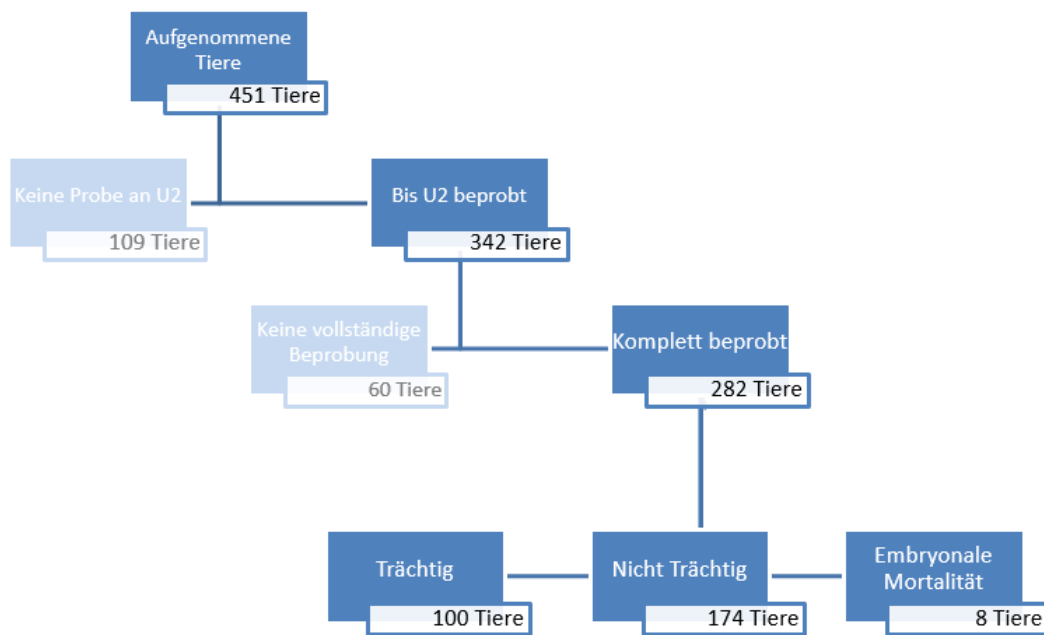 Aufgenommene
Tiere
451 Tiere
Keine Probe an U2
109 Tiere
Bis U2 beprobt
342 Tiere
Keine vollständige
Beprobung
60 Tiere
Komplett beprobt
282 Tiere
Trächtig
100 Tiere
Nicht Trächtig
174 Tiere
Embryonale
Mortalität
8 Tiere